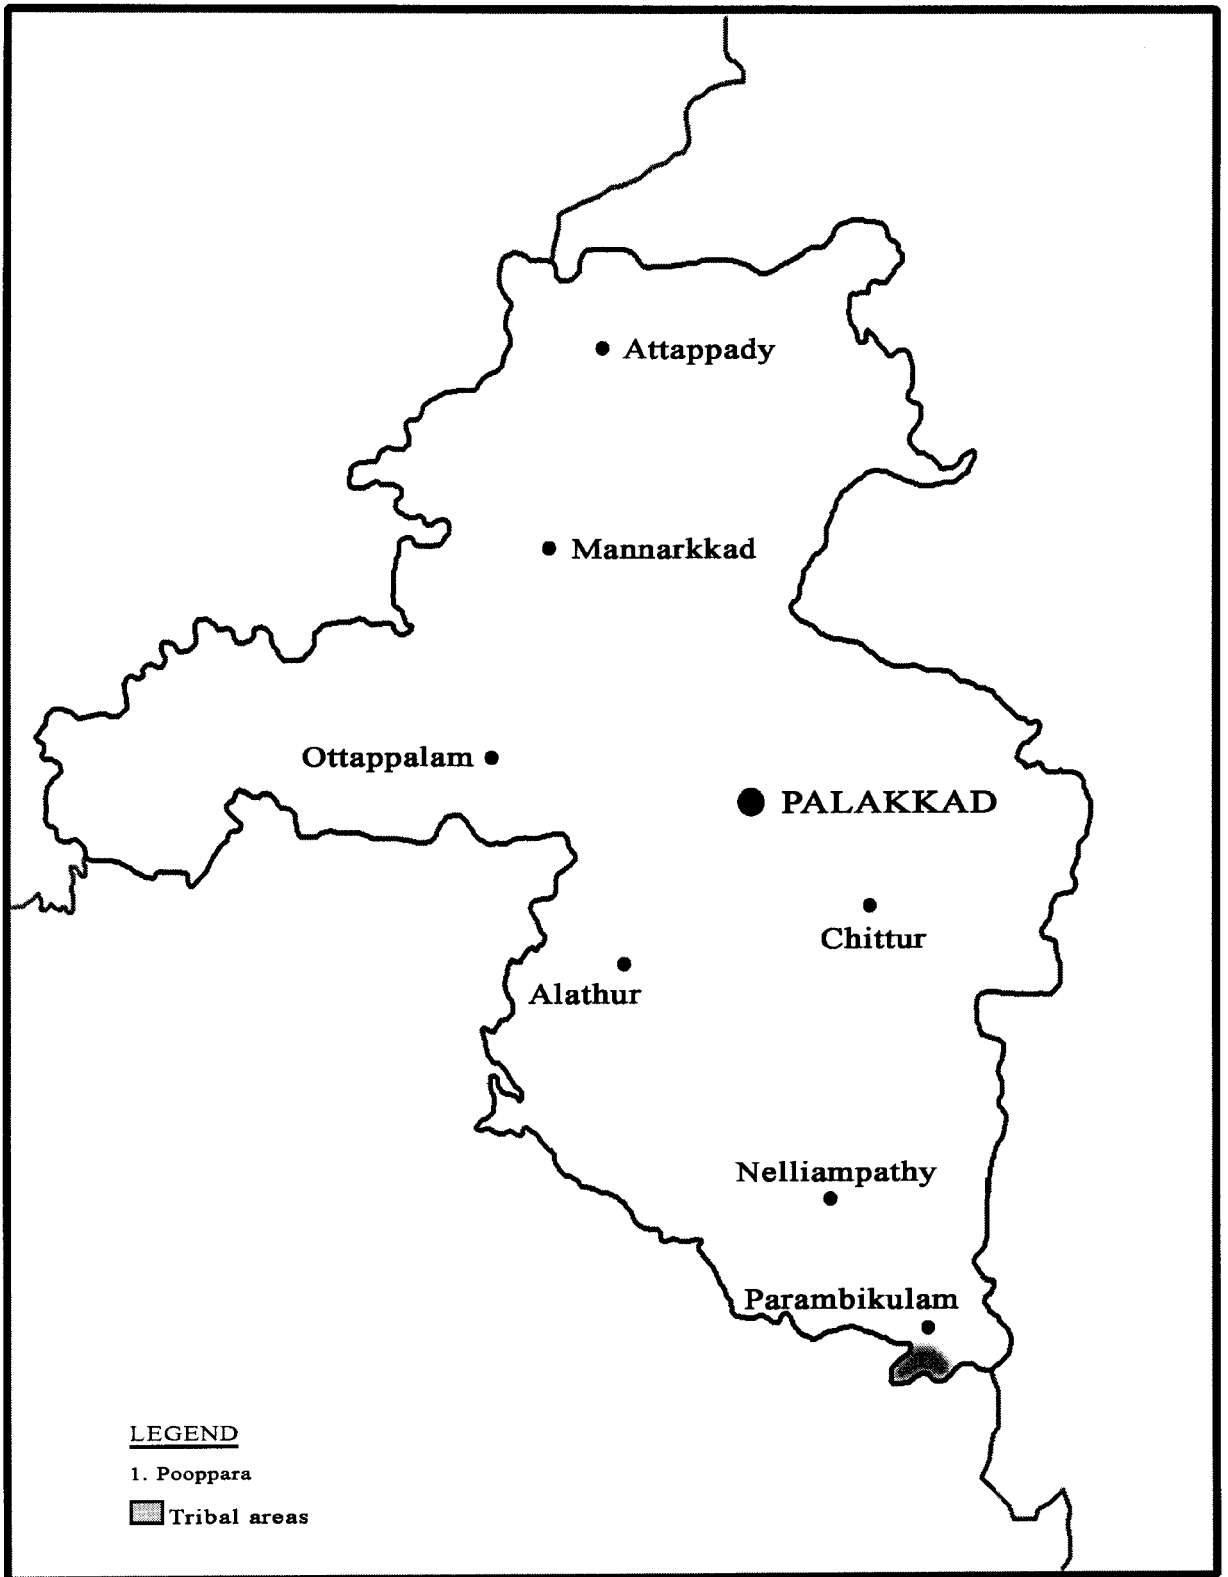 Attappady
Mannarkkad
Ottappalam
PALAKKAD
Chittur
Alathur
Nelliampathy
Parambikulam
LEGEND
1. Pooppara
Tribal areas